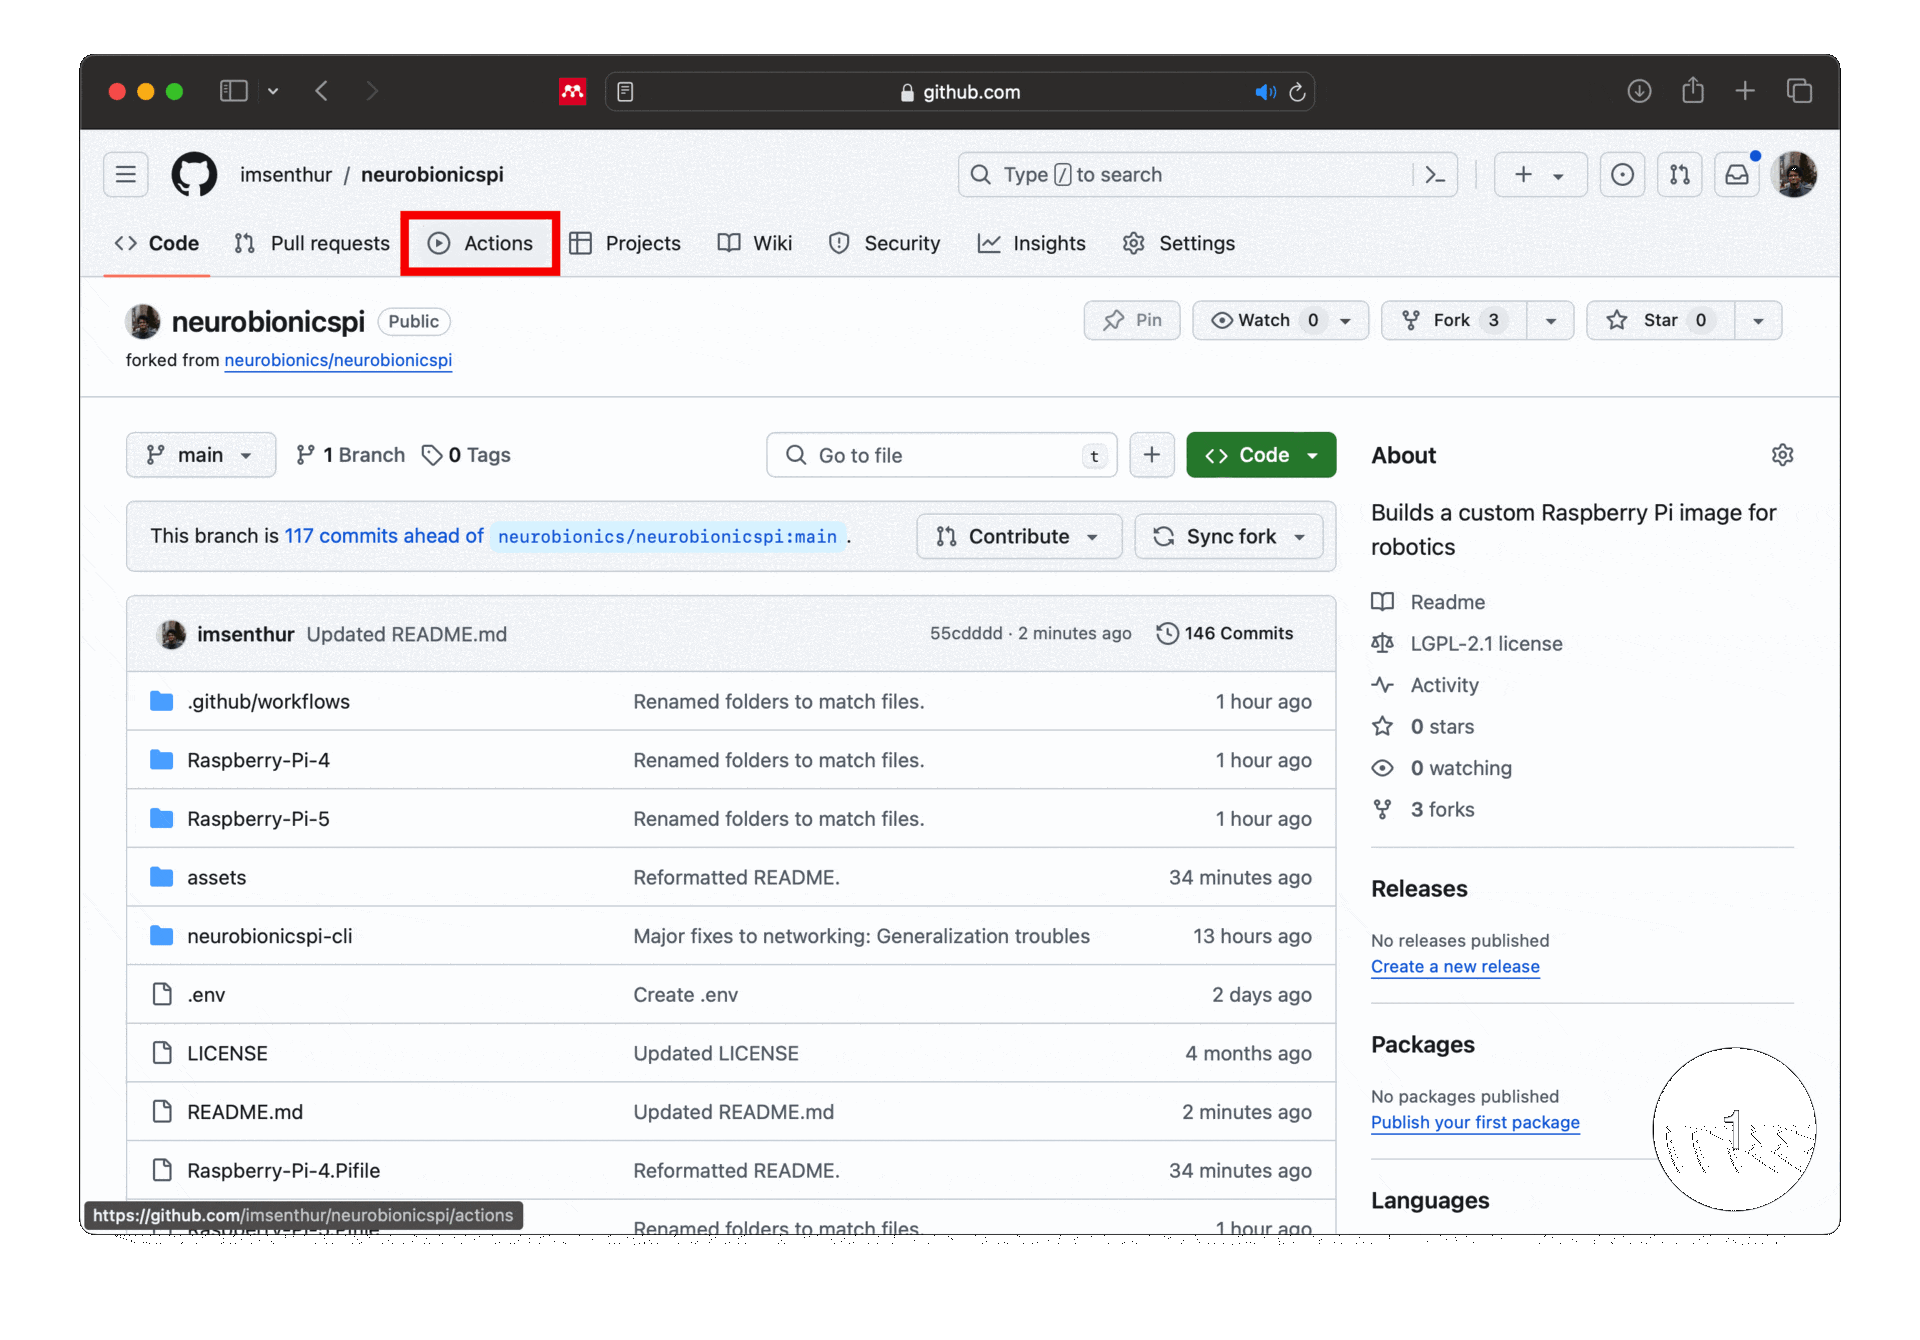 github.com
imsenthur / neurobionicspi
Type / to search
Code Pull requests Actions Projects Wiki Security Insights Settings
neurobionicspi Public
Pin Watch 0 Fork 3 Star 0
forked from neurobionics/neurobionicspi
main 1 Branch 0 Tags
Go to file t
Code
This branch is 117 commits ahead of neurobionics/neurobionicspi:main .
Contribute Sync fork
imsenthur Updated README.md 55cdddd · 2 minutes ago 146 Commits
.github/workflows Renamed folders to match files. 1 hour ago
Raspberry-Pi-4 Renamed folders to match files. 1 hour ago
Raspberry-Pi-5 Renamed folders to match files. 1 hour ago
assets Reformatted README. 34 minutes ago
neurobionicspi-cli Major fixes to networking: Generalization troubles 13 hours ago
.env Create .env 2 days ago
LICENSE Updated LICENSE 4 months ago
README.md Updated README.md 2 minutes ago
Raspberry-Pi-4.Pifile Reformatted README. 34 minutes ago
Renamed folders to match files. 1 hour ago
https://github.com/imsenthur/neurobionicspi/actions
About
Builds a custom Raspberry Pi image for
robotics
Readme
LGPL-2.1 license
Activity
0 stars
0 watching
3 forks
Releases
No releases published
Create a new release
Packages
No packages published
Publish your first package
Languages
1